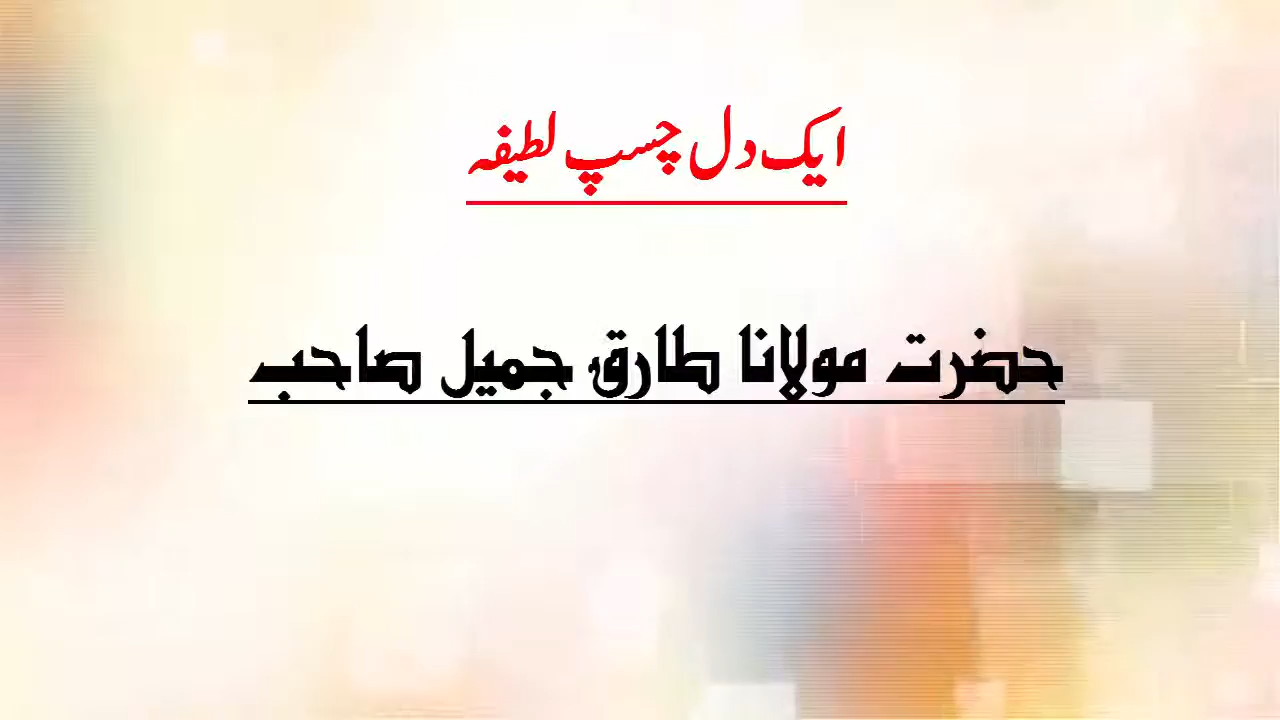 ایک دل چسپ لطیفہ
حضرت مولانا طارق جمیل صاحب